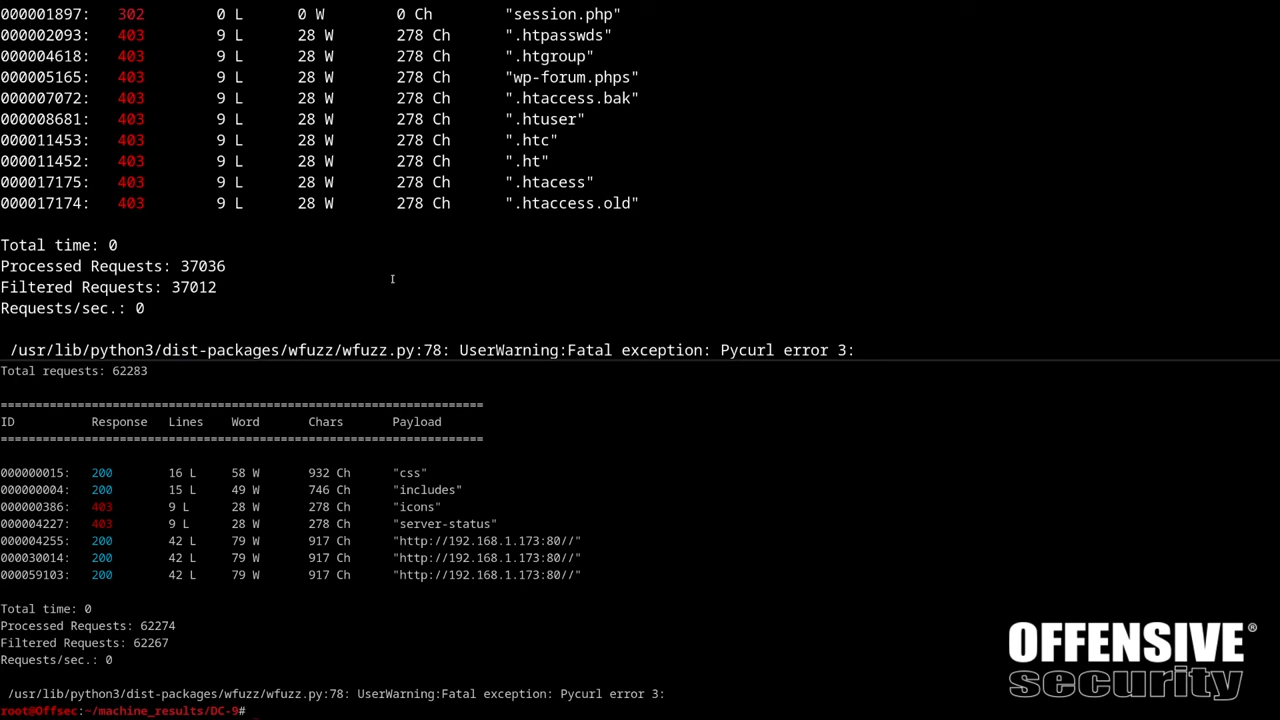 000001897:   302        0 L      0 W      0 Ch        "session.php"
000002093:   403        9 L      28 W     278 Ch      ".htpasswds"
000004618:   403        9 L      28 W     278 Ch      ".htgroup"
000005165:   403        9 L      28 W     278 Ch      "wp-forum.phps"
000007072:   403        9 L      28 W     278 Ch      ".htaccess.bak"
000008681:   403        9 L      28 W     278 Ch      ".htuser"
000011453:   403        9 L      28 W     278 Ch      ".htc"
000011452:   403        9 L      28 W     278 Ch      ".ht"
000017175:   403        9 L      28 W     278 Ch      ".htacess"
000017174:   403        9 L      28 W     278 Ch      ".htaccess.old"
Total time: 0
Processed Requests: 37036
Filtered Requests: 37012
Requests/sec.: 0
/usr/lib/python3/dist-packages/wfuzz/wfuzz.py:78: UserWarning:Fatal exception: Pycurl error 3:
Total requests: 62283
=====================================================================
ID           Response   Lines    Word       Chars       Payload
=====================================================================
000000015:   200        16 L     58 W       932 Ch      "css"
000000004:   200        15 L     49 W       746 Ch      "includes"
000000386:   403        9 L      28 W       278 Ch      "icons"
000004227:   403        9 L      28 W       278 Ch      "server-status"
000004255:   200        42 L     79 W       917 Ch      "http://192.168.1.173:80//"
000030014:   200        42 L     79 W       917 Ch      "http://192.168.1.173:80//"
000059103:   200        42 L     79 W       917 Ch      "http://192.168.1.173:80//"
Total time: 0
Processed Requests: 62274
Filtered Requests: 62267
Requests/sec.: 0
/usr/lib/python3/dist-packages/wfuzz/wfuzz.py:78: UserWarning:Fatal exception: Pycurl error 3:
root@Offsec:~/machine_results/DC-9#
OFFENSIVE®
security